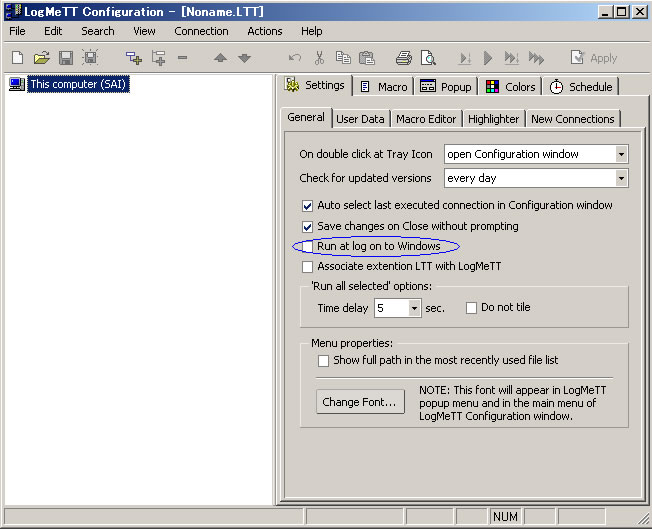 LogMeTT Configuration - [Noname.LTT]
File Edit Search View Connection Actions Help
Apply
This computer (SAI)
Settings Macro Popup Colors Schedule
General User Data Macro Editor Highlighter New Connections
On double click at Tray Icon open Configuration window
Check for updated versions every day
Auto select last executed connection in Configuration window
Save changes on Close without prompting
Run at log on to Windows
Associate extention LTT with LogMeTT
'Run all selected' options:
Time delay 5 sec. Do not tile
Menu properties:
Show full path in the most recently used file list
Change Font...
NOTE: This font will appear in LogMeTT
popup menu and in the main menu of
LogMeTT Configuration window.
NUM